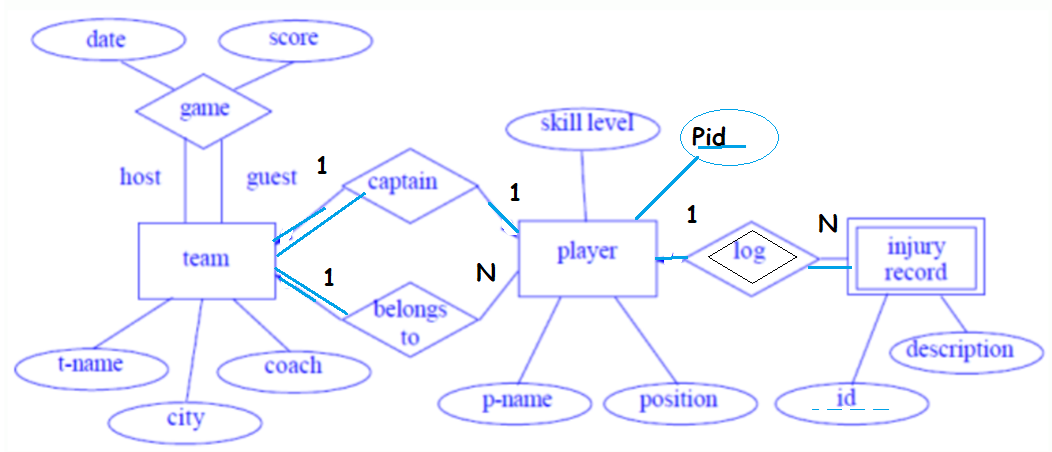 date
score
game
host
guest
1
captain
1
skill level
Pid
team
player
1
log
N
injury
record
1
N
belongs
to
t-name
coach
city
p-name
position
id
description